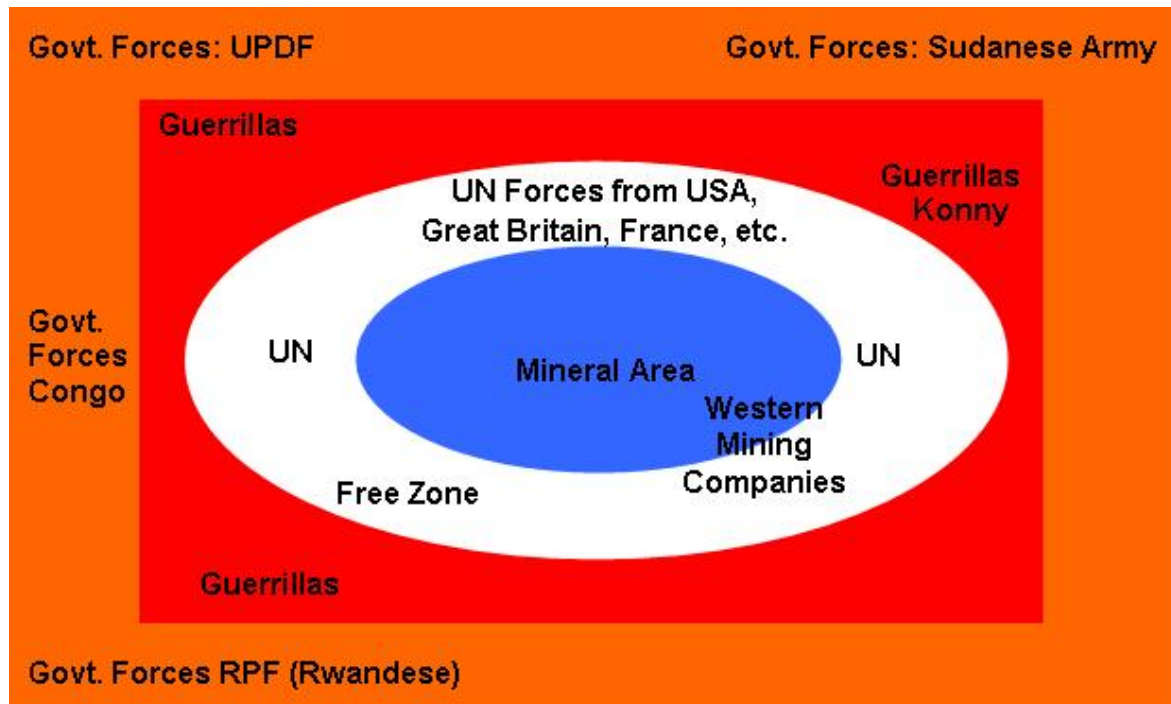 Govt. Forces: UPDF
Govt. Forces: Sudanese Army
Guerrillas
Guerrillas
Konny
UN Forces from USA,
Great Britain, France, etc.
Govt.
Forces
Congo
UN
UN
Mineral Area
Western
Mining
Companies
Free Zone
Guerrillas
Govt. Forces RPF (Rwandese)